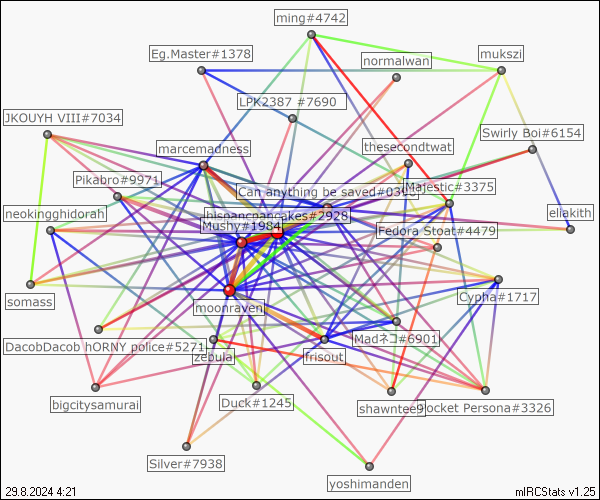 ming#4742
Eg.Master#1378
normalwan
mukszi
LPK2387 #7690
JKOUYH VIII#7034
Swirly Boi#6154
marcemadness
thesecondtwat
Pikabro#9971
Can anything be saved#0398
Majestic#3375
neokingghidorah
hispanicpancakes#2928
eliakith
Mushy#1984
Fedora Stoat#4479
somass
moonraven
Cypha#1717
DacobDacob hORNY police#5271
zebula
frisout
Madネコ#6901
bigcitysamurai
Duck#1245
shawntee9
Pocket Persona#3326
Silver#7938
yoshimanden
29.8.2024 4:21
mIRCStats v1.25